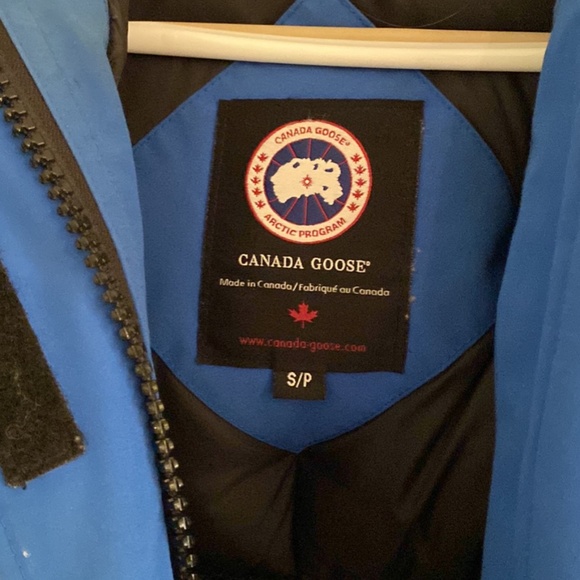 CANADA GOOSE®
ARCTIC PROGRAM
CANADA GOOSE®
Made in Canada/Fabriqué au Canada
www.canada-goose.com
S/P